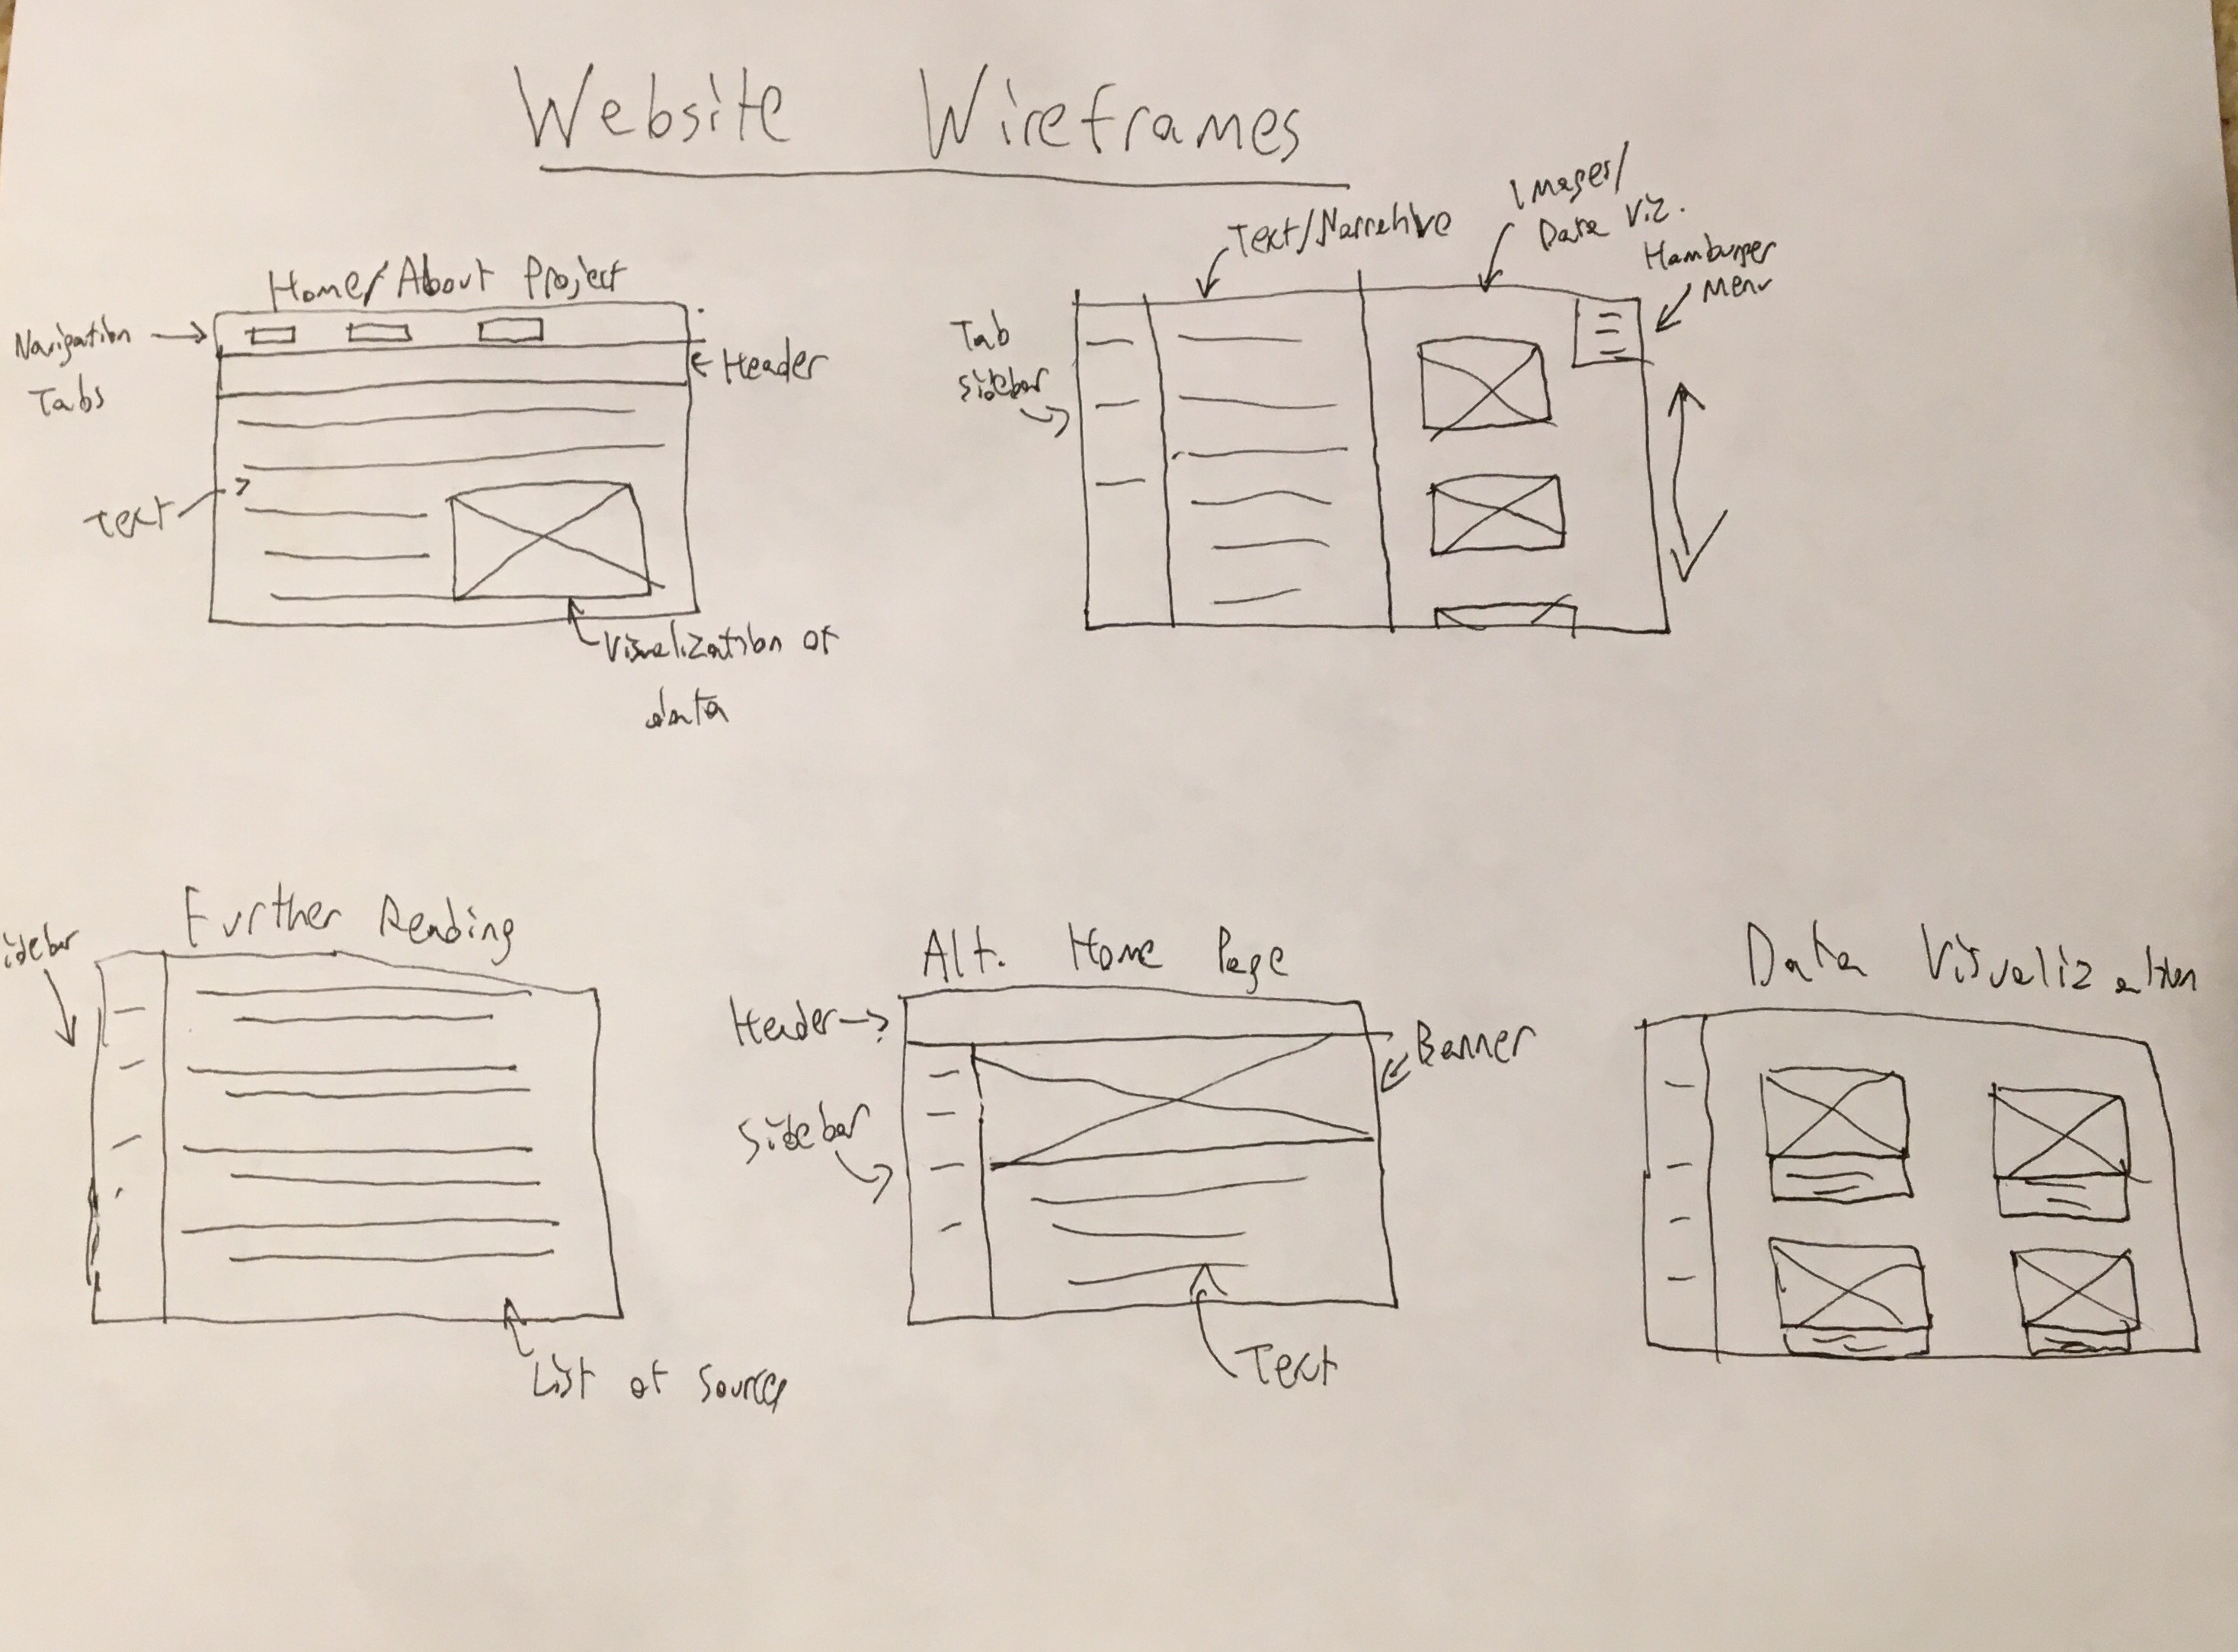 Website Wireframes
Home/About Project
Navigation
Tabs
Header
Text
Visualization of
data
Text/Narrative
Images/
Data Viz.
Hamburger
Menu
Tab
Sidebar
Further Reading
idebar
List of Sources
Alt. Home Page
Header
Banner
Sidebar
Text
Data Visualization